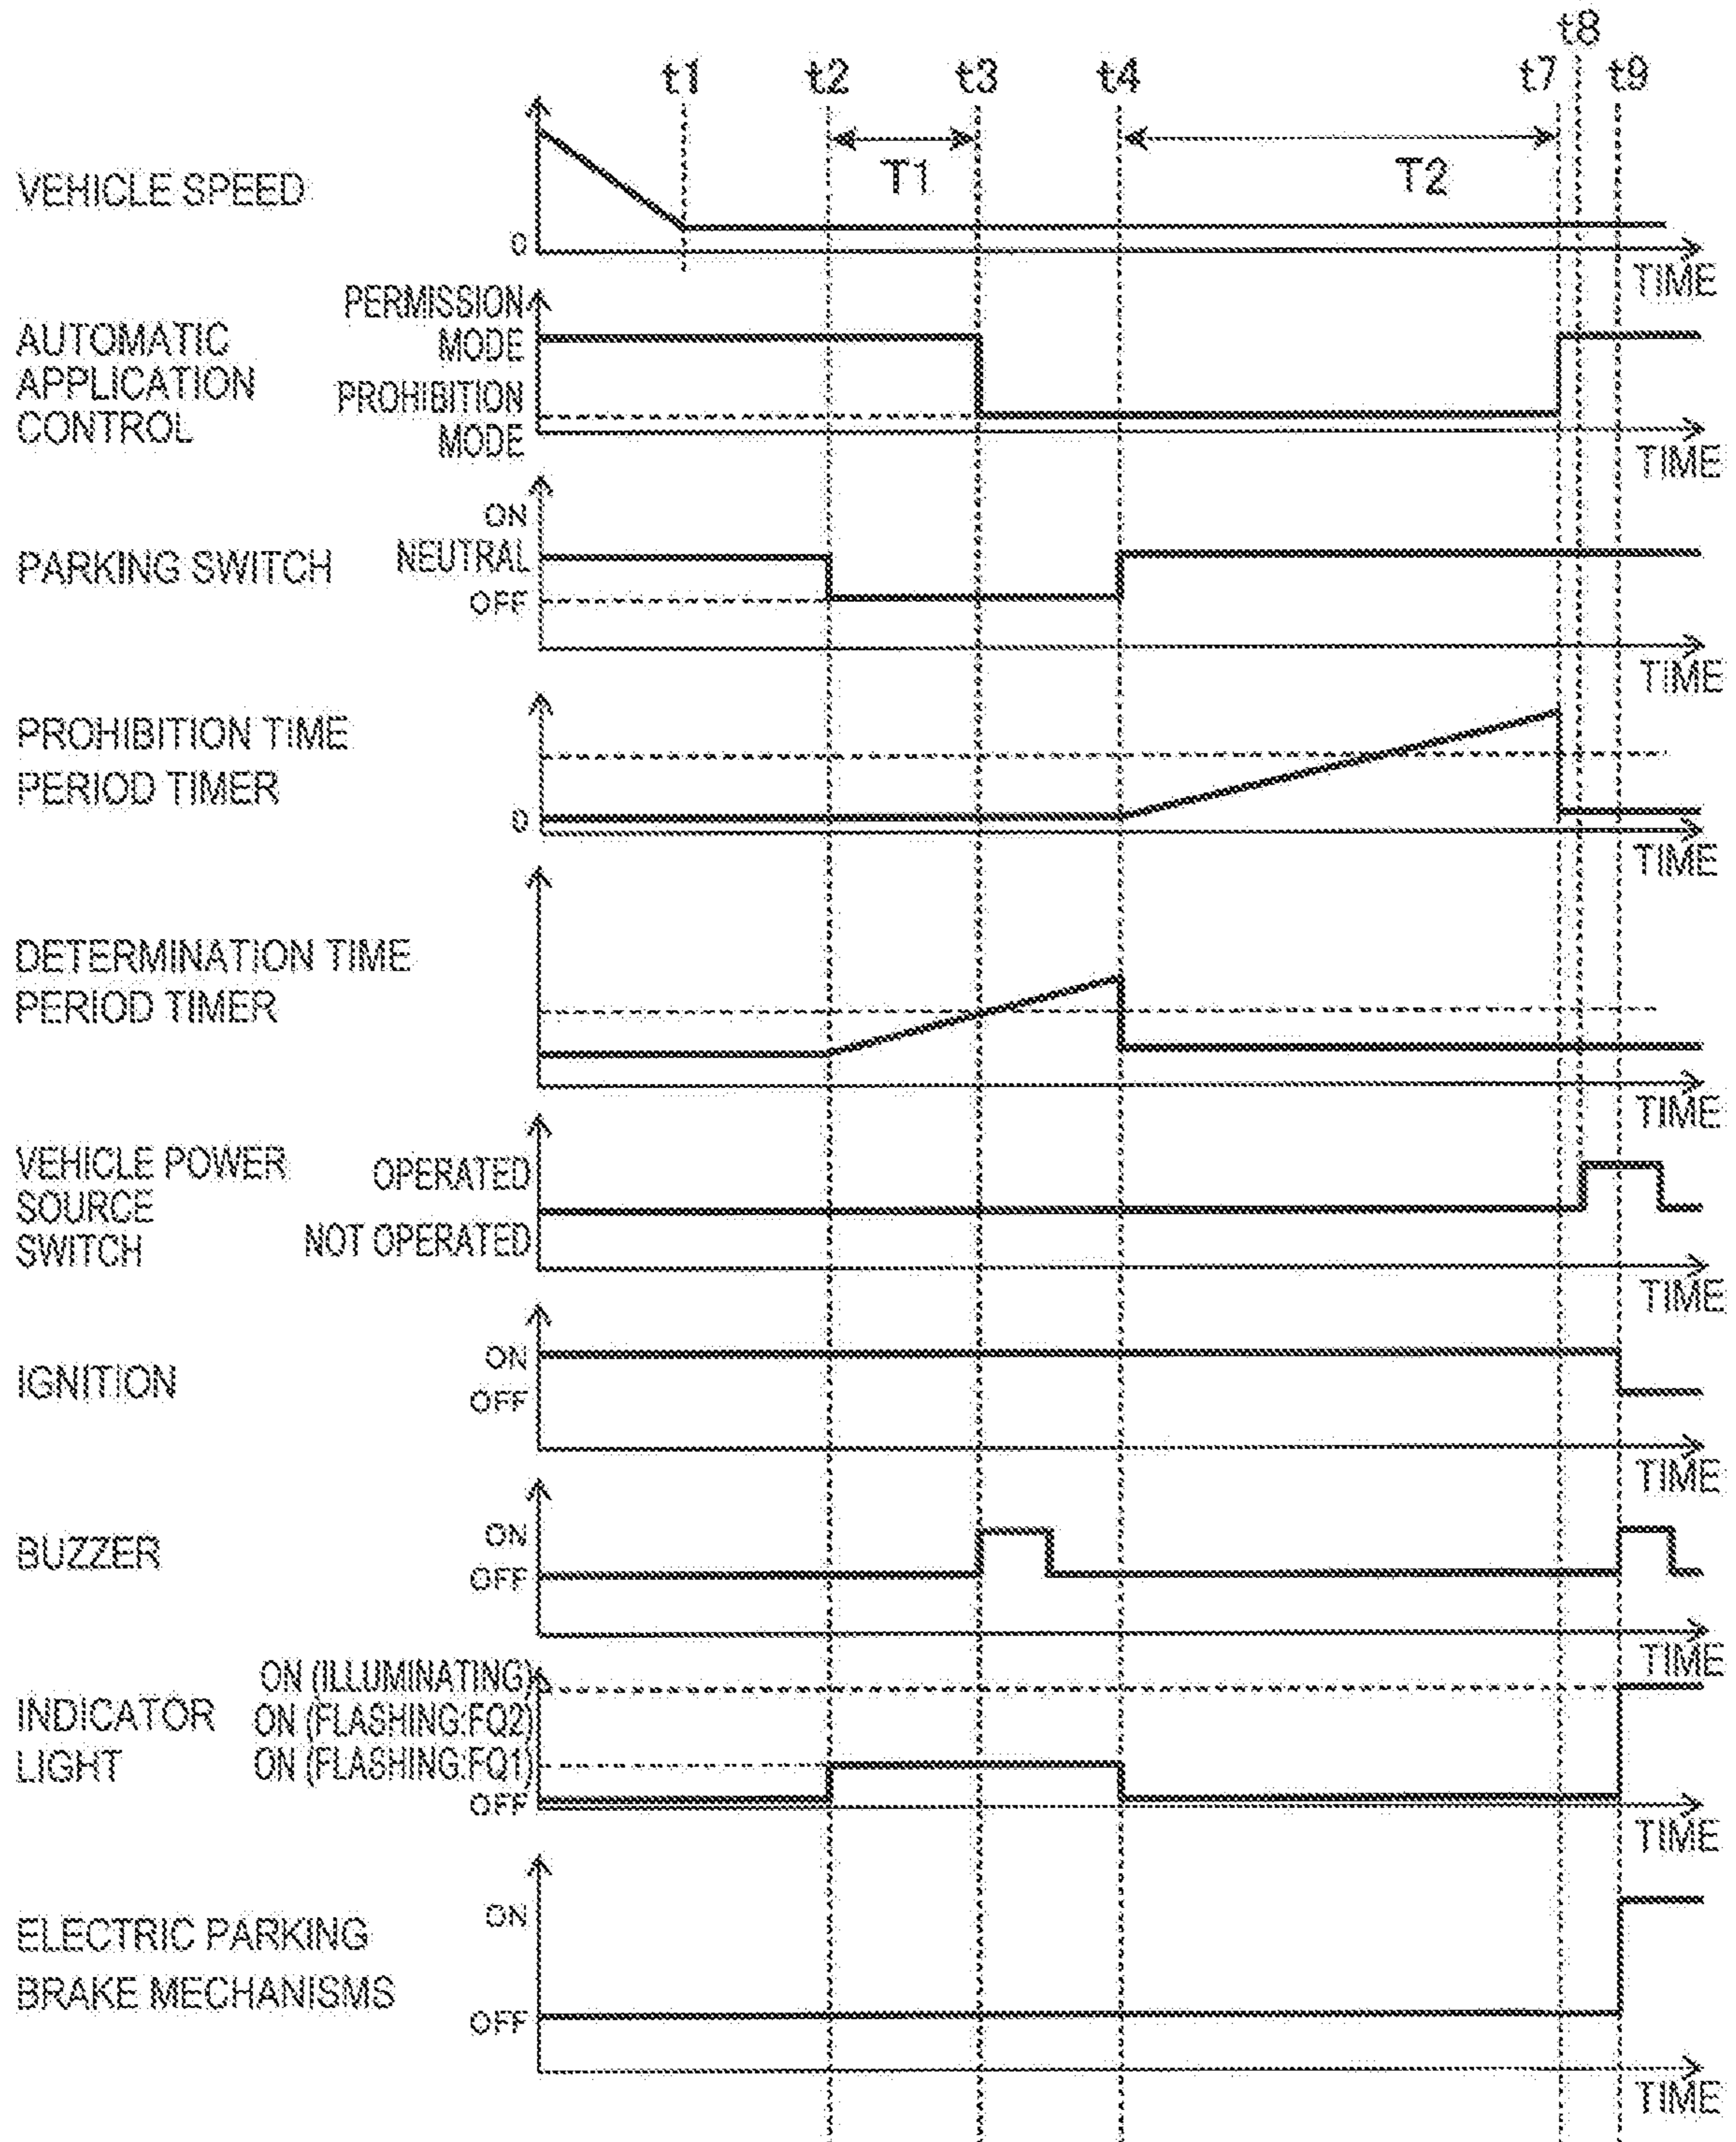 t8
t1 t2 t3 t4 t7 t9
T1 T2
VEHICLE SPEED
0
TIME
PERMISSION
MODE
AUTOMATIC
APPLICATION
CONTROL
PROHIBITION
MODE
TIME
ON
PARKING SWITCH
NEUTRAL
OFF
TIME
PROHIBITION TIME
PERIOD TIMER
0
TIME
DETERMINATION TIME
PERIOD TIMER
TIME
VEHICLE POWER
SOURCE
SWITCH
OPERATED
NOT OPERATED
TIME
IGNITION
ON
OFF
TIME
BUZZER
ON
OFF
TIME
INDICATOR
LIGHT
ON (ILLUMINATING)
ON (FLASHING:FQ2)
ON (FLASHING:FQ1)
OFF
TIME
ELECTRIC PARKING
BRAKE MECHANISMS
ON
OFF
TIME